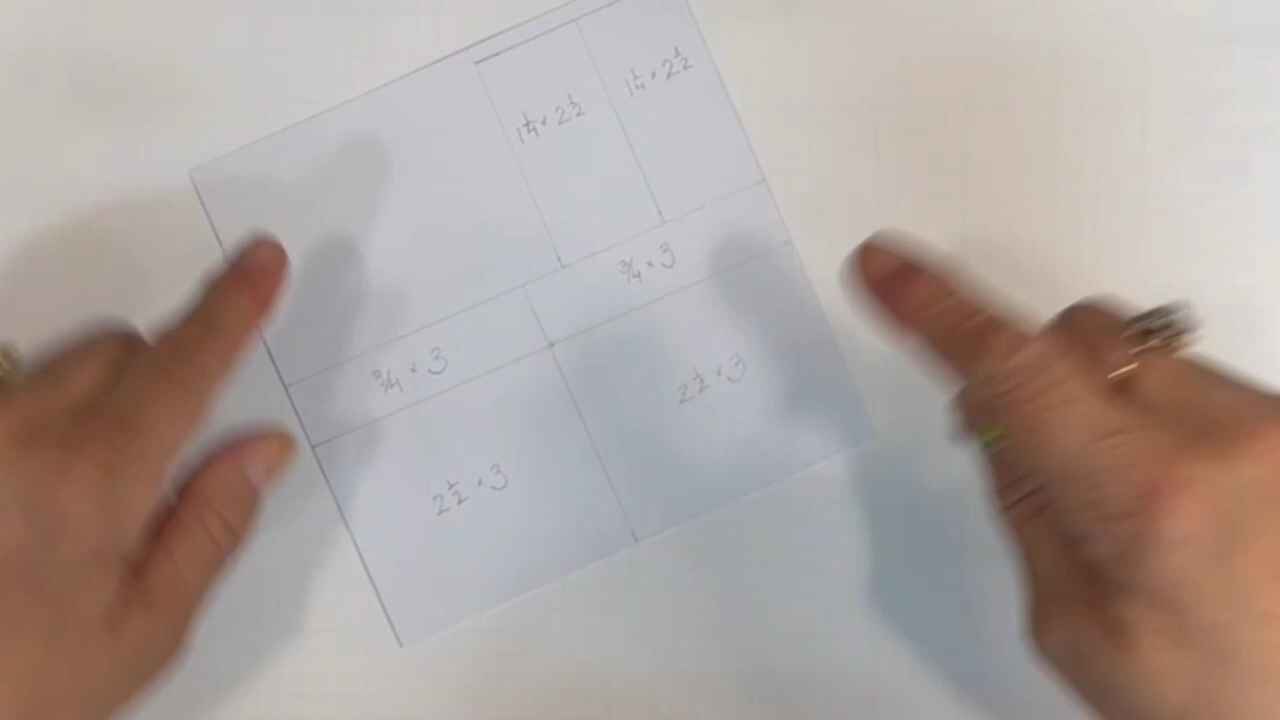 1¼ × 2½
1¼ × 2½
¾ × 3
¾ × 3
2½ × 3
2½ × 3